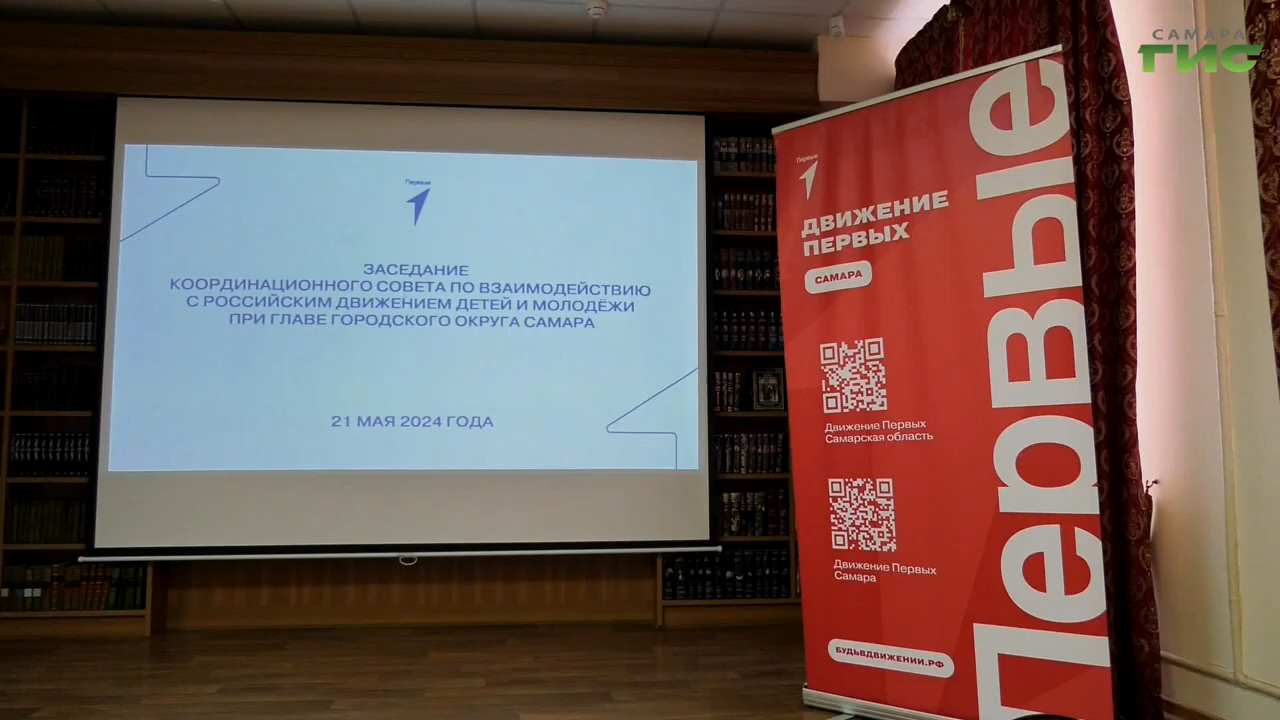 САМАРА
ГИС
Первые
ЗАСЕДАНИЕ
КООРДИНАЦИОННОГО СОВЕТА ПО ВЗАИМОДЕЙСТВИЮ
С РОССИЙСКИМ ДВИЖЕНИЕМ ДЕТЕЙ И МОЛОДЁЖИ
ПРИ ГЛАВЕ ГОРОДСКОГО ОКРУГА САМАРА
21 МАЯ 2024 ГОДА
Первые
ДВИЖЕНИЕ
ПЕРВЫХ
САМАРА
Движение Первых
Самарская область
Движение Первых
Самара
БУДЬВДВИЖЕНИИ.РФ
ПерВЫе